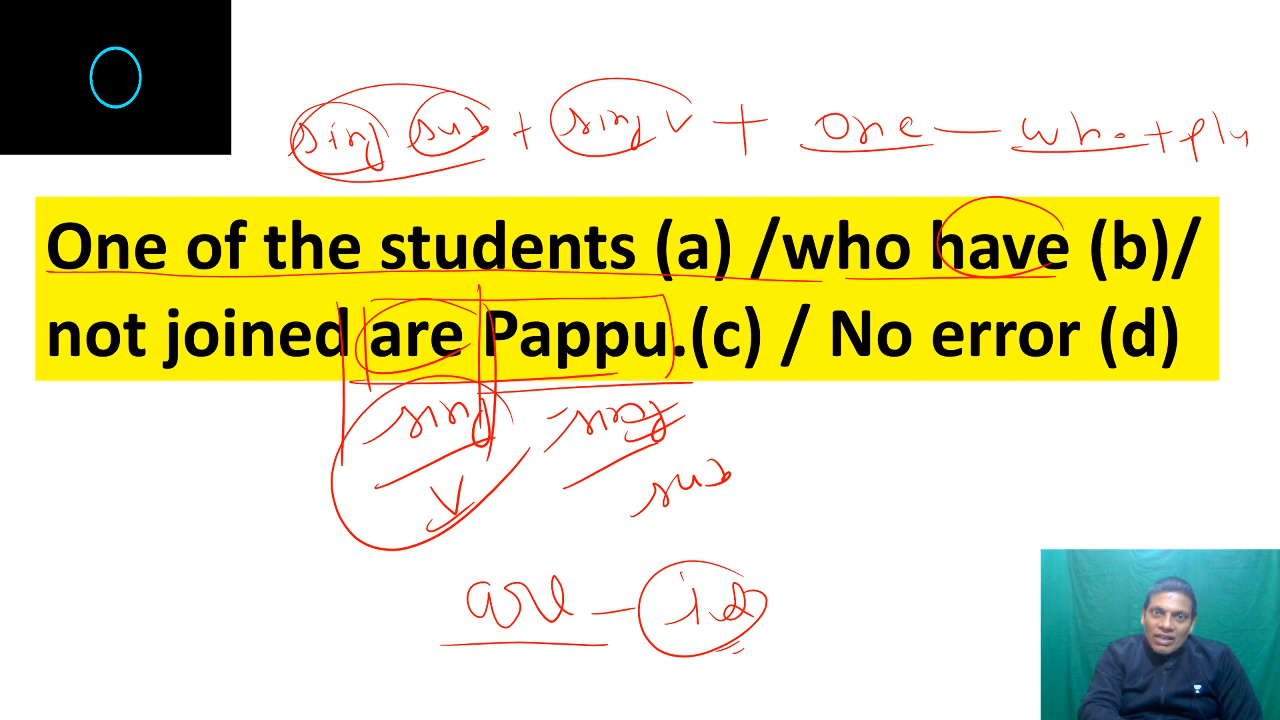 sing sub + sing v + one — who + plu
One of the students (a) /who have (b)/
not joined are Pappu.(c) / No error (d)
sing sing
v sub
are — is